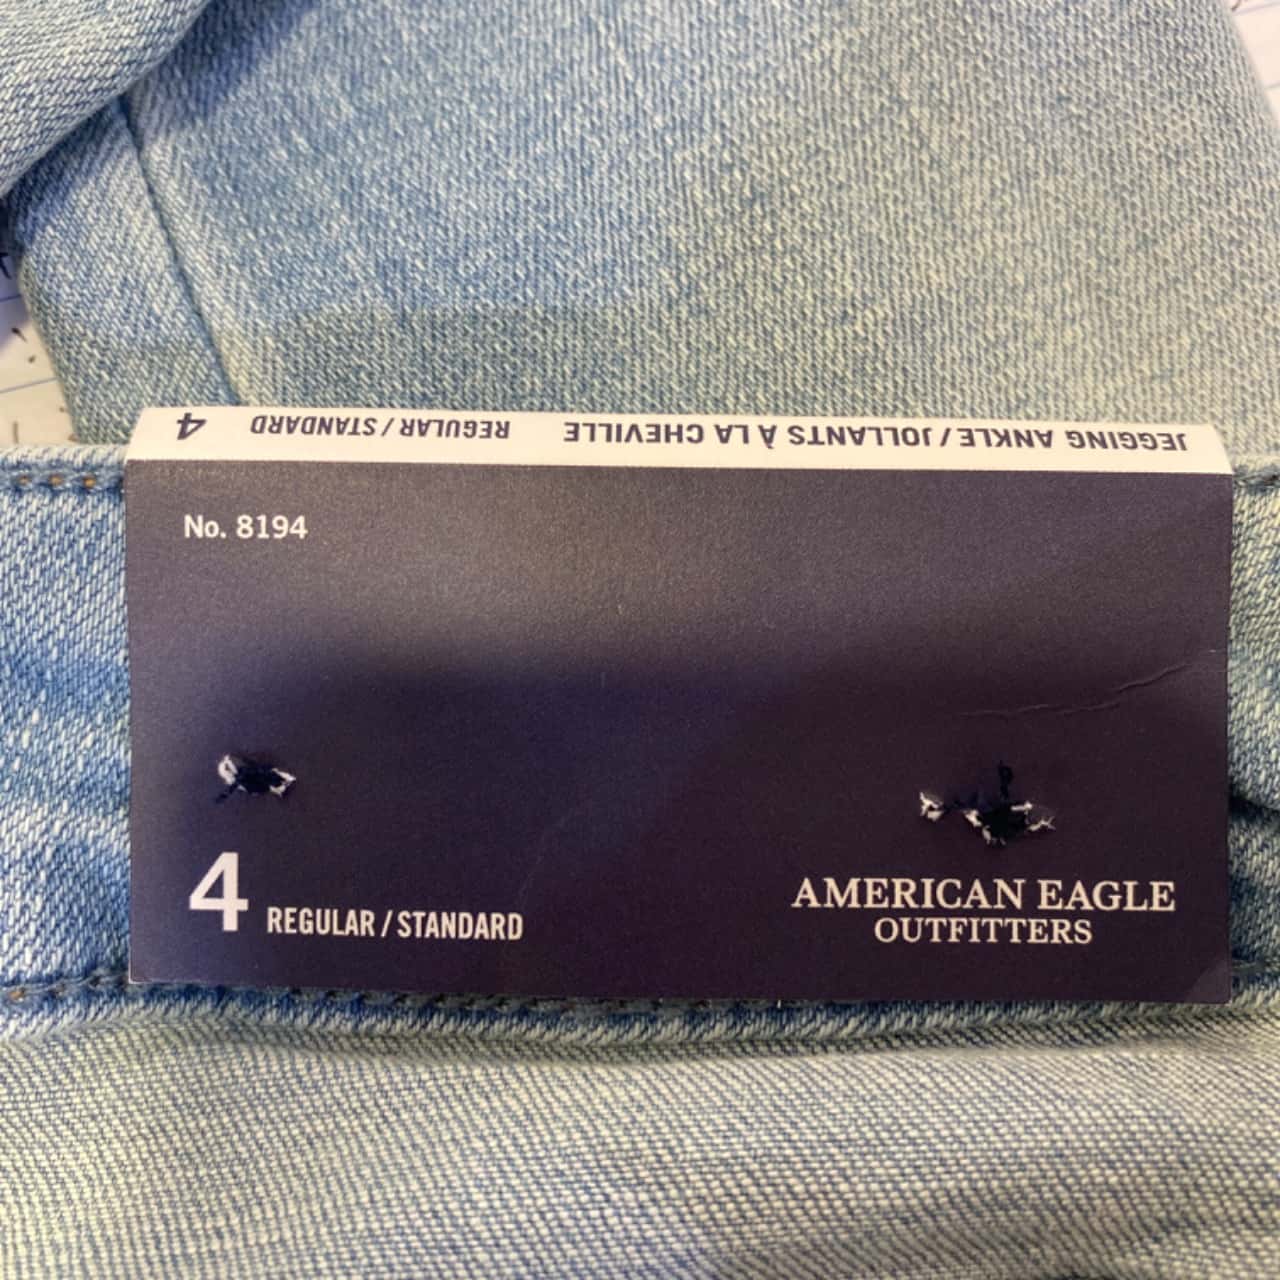 JEGGING ANKLE / JOLLANTS À LA CHEVILLE REGULAR / STANDARD 4
No. 8194
4 REGULAR / STANDARD
AMERICAN EAGLE
OUTFITTERS